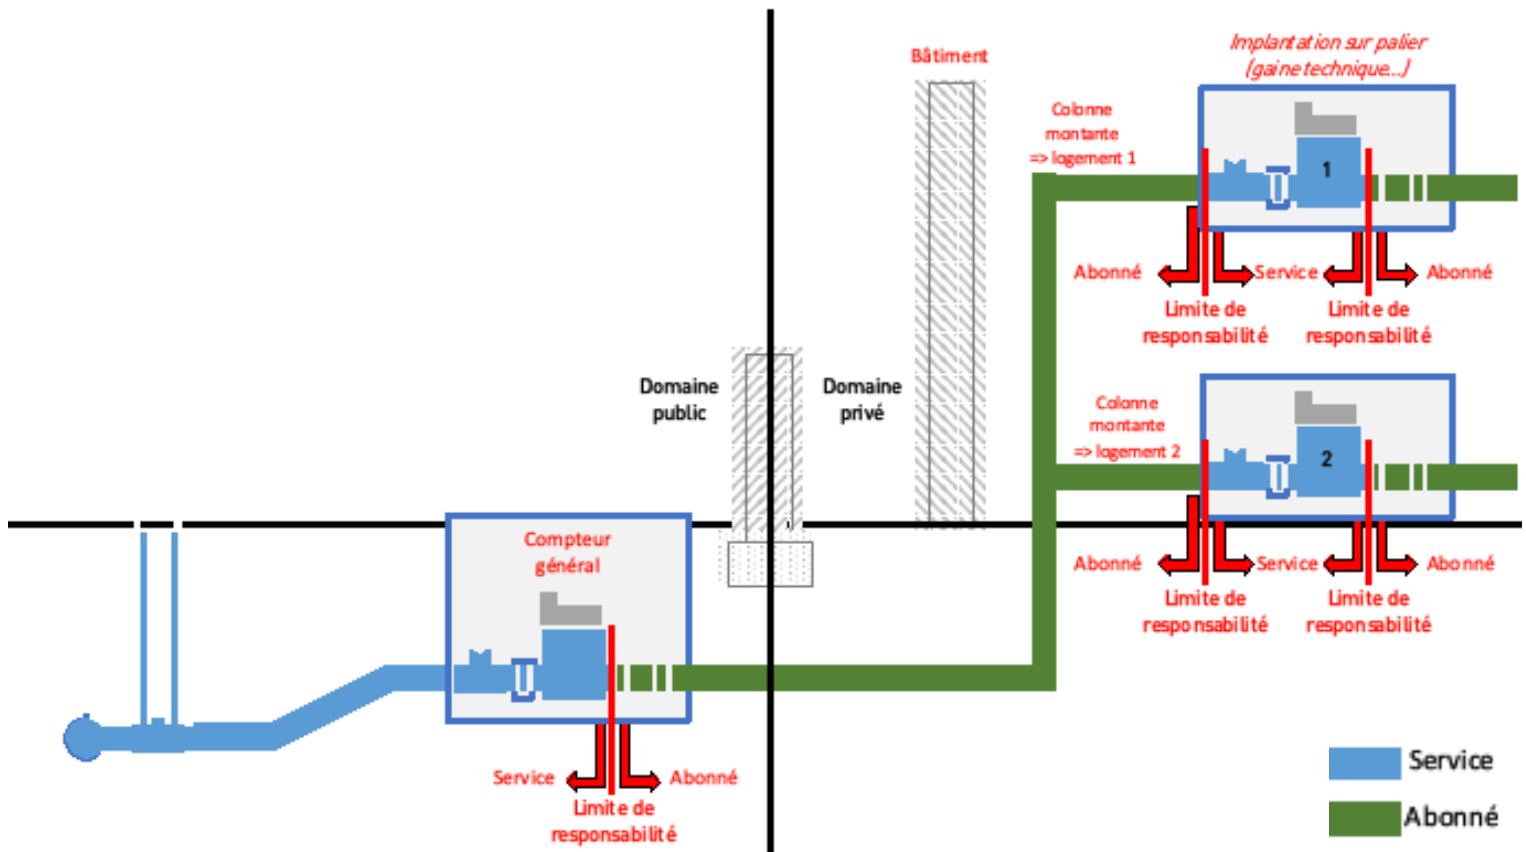 Implantation sur palier
(gaine technique...)
Bâtiment
Colonne
montante
=> logement 1
1
Abonné
Service
Abonné
Limite de
responsabilité
Limite de
responsabilité
Domaine
public
Domaine
privé
Colonne
montante
=> logement 2
2
Abonné
Service
Abonné
Limite de
responsabilité
Limite de
responsabilité
Compteur
général
Service
Abonné
Limite de
responsabilité
Service
Abonné